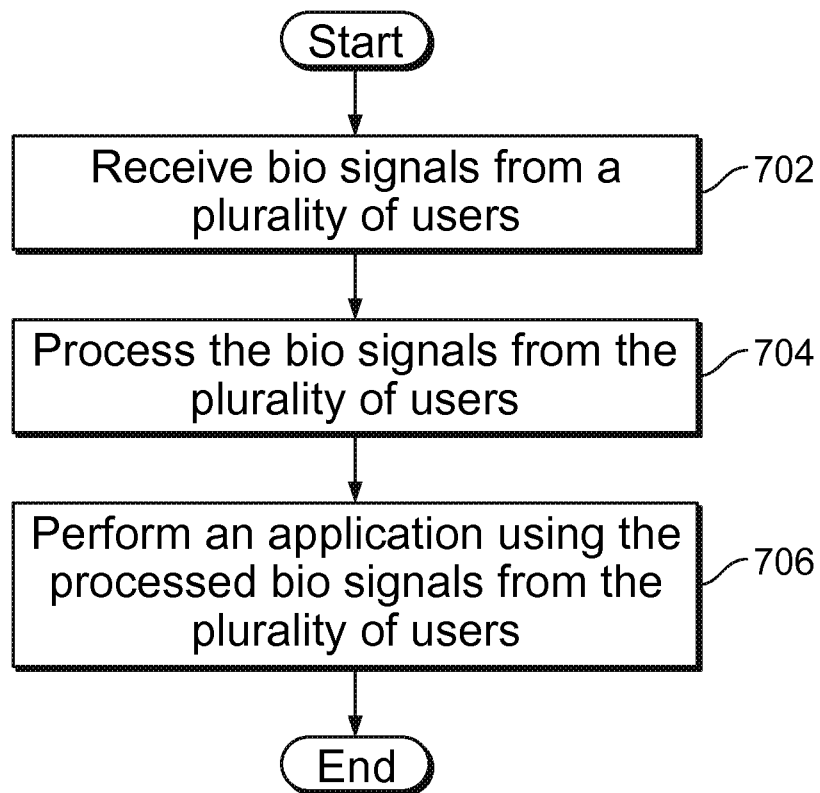 Start
Receive bio signals from a
plurality of users
702
Process the bio signals from the
plurality of users
704
Perform an application using the
processed bio signals from the
plurality of users
706
End